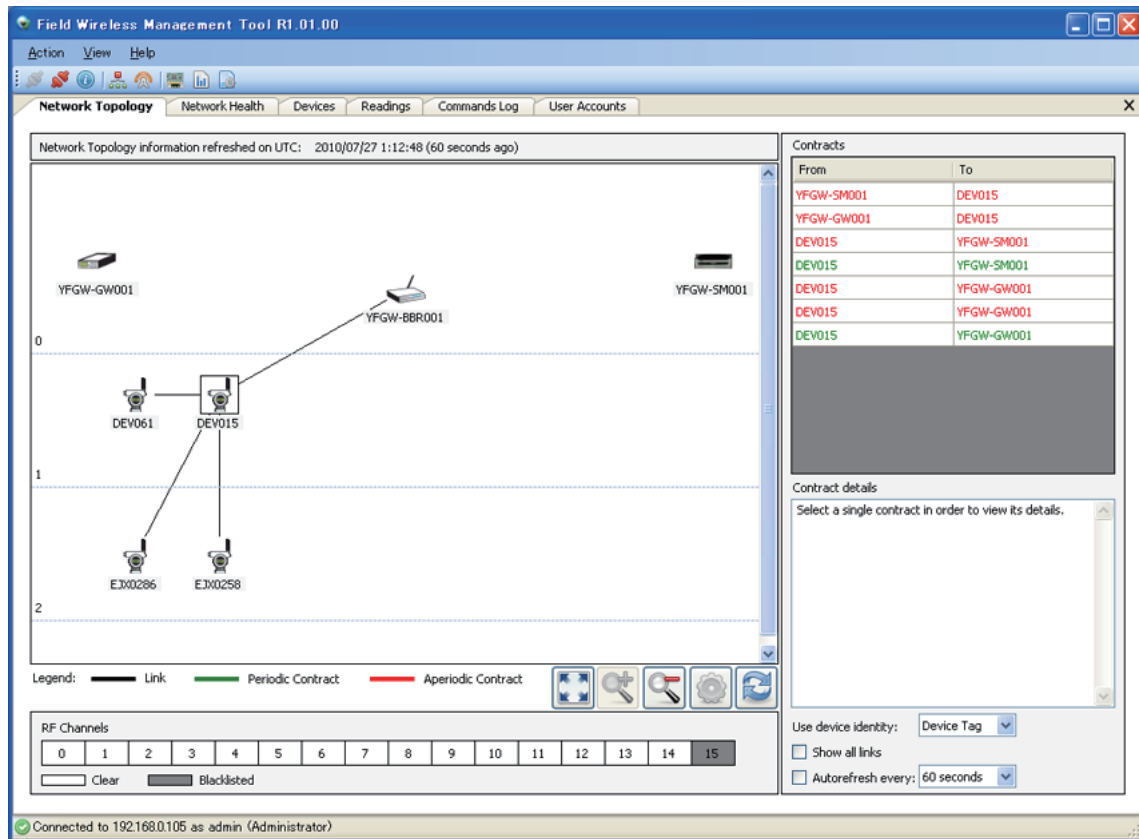 Field Wireless Management Tool R1.01.00
Action View Help
Network Topology Network Health Devices Readings Commands Log User Accounts
Network Topology information refreshed on UTC: 2010/07/27 1:12:48 (60 seconds ago)
YFGW-GW001
YFGW-BBR001
YFGW-SM001
0
DEV061
DEV015
1
EJX0286
EJX0258
2
Legend: Link Periodic Contract Aperiodic Contract
RF Channels
0 1 2 3 4 5 6 7 8 9 10 11 12 13 14 15
Clear Blacklisted
Contracts
From To
YFGW-SM001 DEV015
YFGW-GW001 DEV015
DEV015 YFGW-SM001
DEV015 YFGW-SM001
DEV015 YFGW-GW001
DEV015 YFGW-GW001
DEV015 YFGW-GW001
Contract details
Select a single contract in order to view its details.
Use device identity: Device Tag
Show all links
Autorefresh every: 60 seconds
Connected to 192.168.0.105 as admin (Administrator)